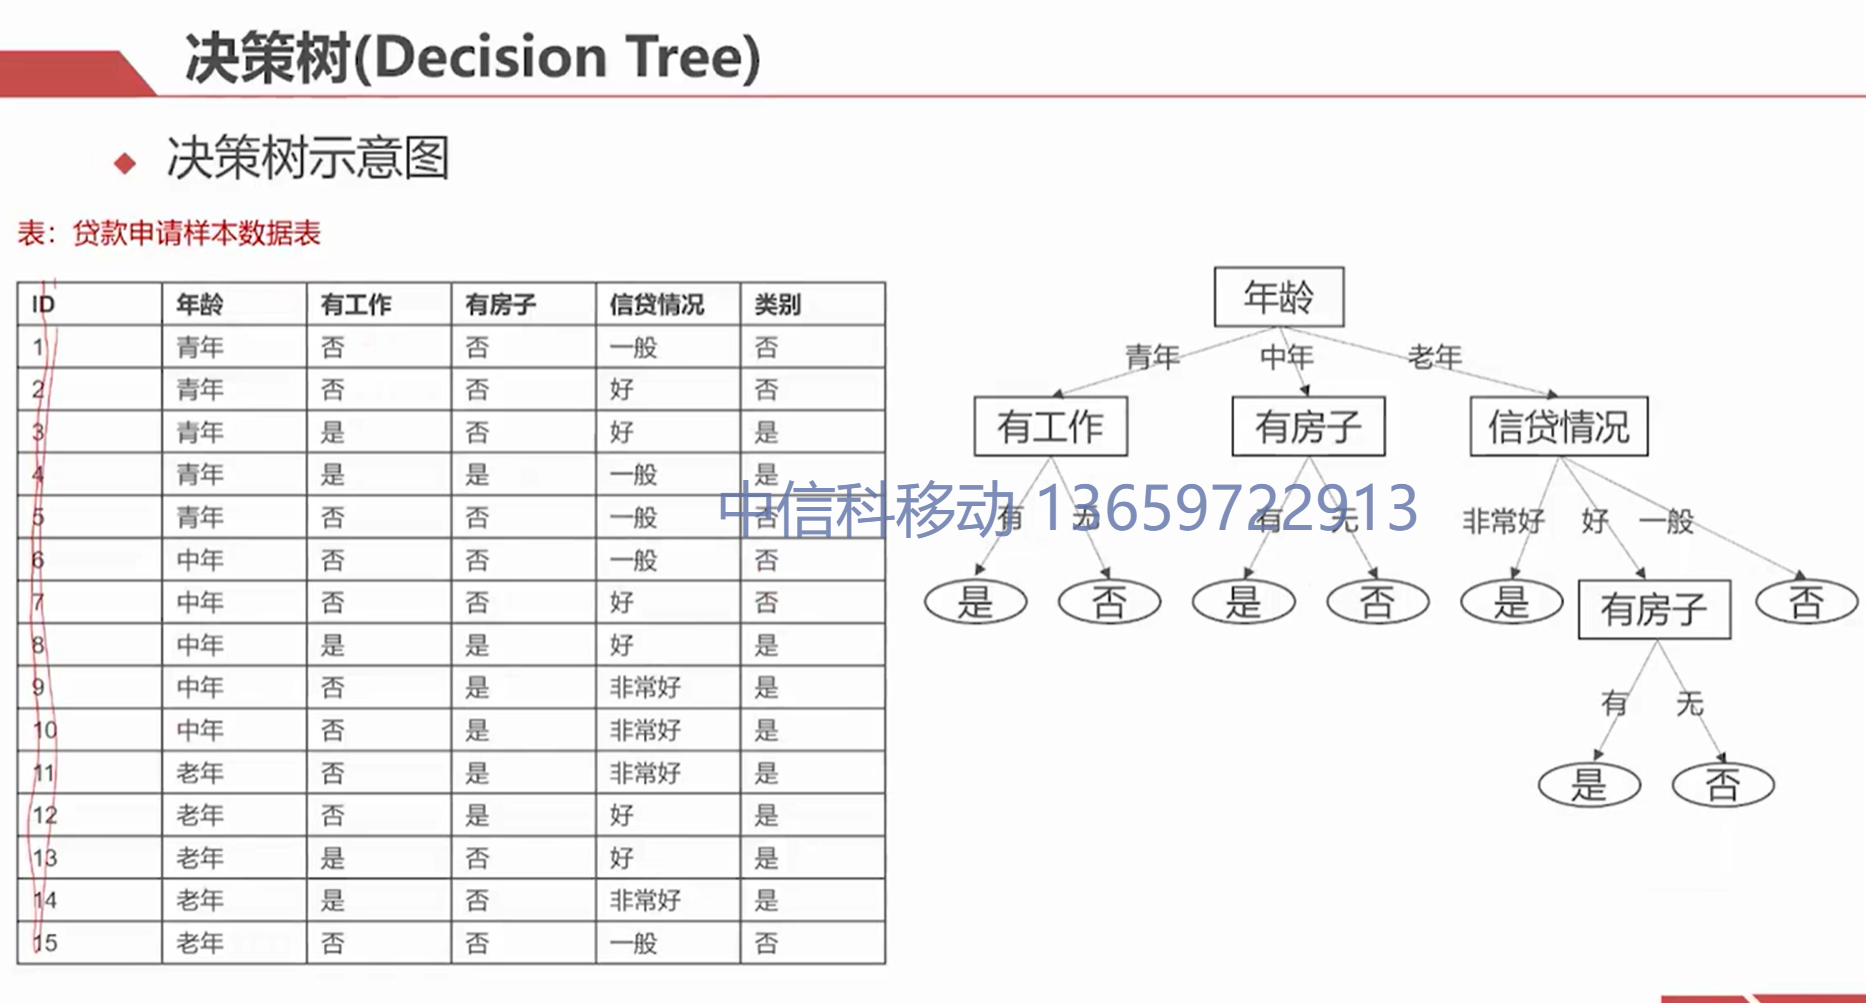 决策树(Decision Tree)
决策树示意图
表：贷款申请样本数据表
ID 年龄 有工作 有房子 信贷情况 类别
1 青年 否 否 一般 否
2 青年 否 否 好 否
3 青年 是 否 好 是
4 青年 是 是 一般 是
5 青年 否 否 一般 否
6 中年 否 否 一般 否
7 中年 否 否 好 否
8 中年 是 是 好 是
9 中年 否 是 非常好 是
10 中年 否 是 非常好 是
11 老年 否 是 非常好 是
12 老年 否 是 好 是
13 老年 是 否 好 是
14 老年 是 否 非常好 是
15 老年 否 否 一般 否
年龄
青年 中年 老年
有工作 有房子 信贷情况
中信科移动 13659722913
有 无 有 无 非常好 好 一般
是 否 是 否 是 有房子 否
有 无
是 否